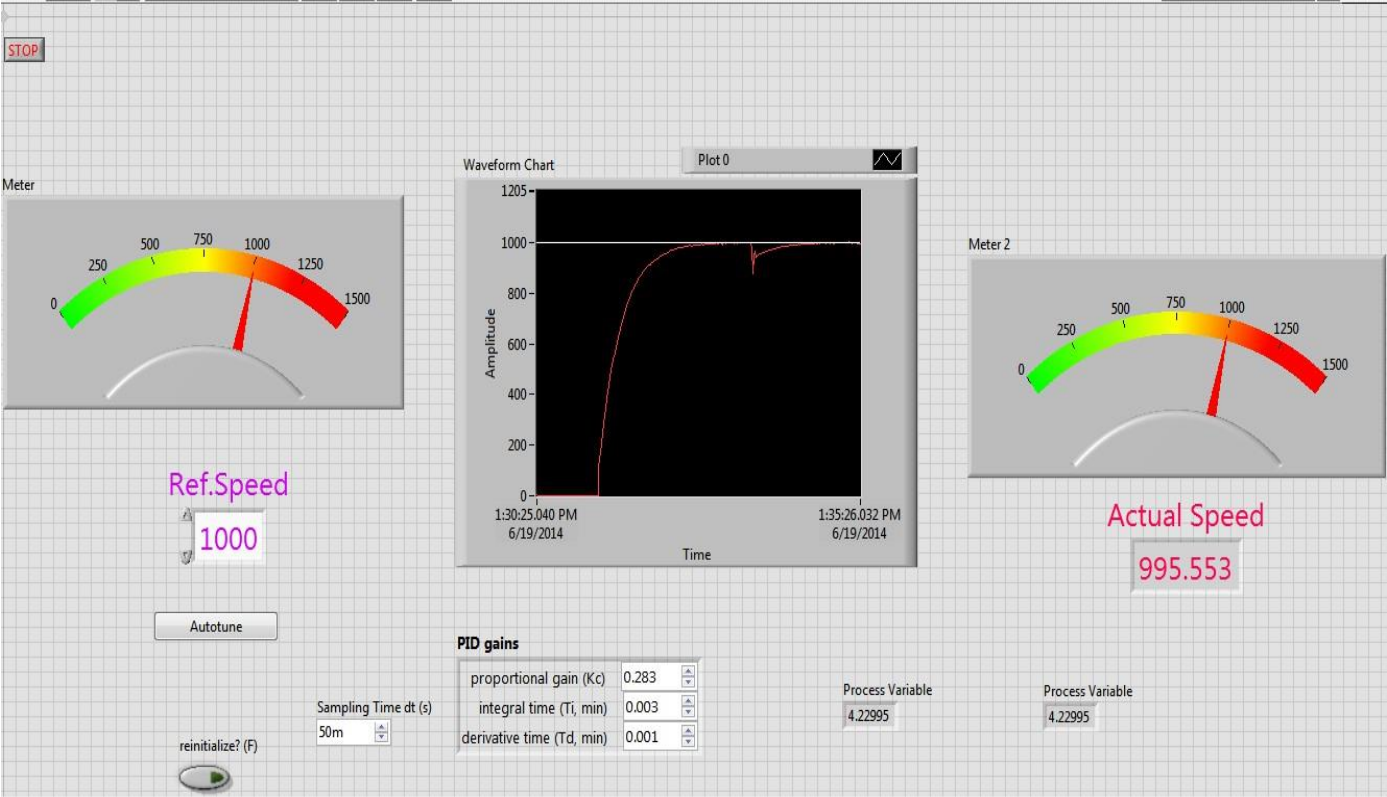 STOP
Waveform Chart
Plot 0
Meter
0 250 500 750 1000 1250 1500
1205
1000
800
600
400
200
0
Amplitude
1:30:25.040 PM
6/19/2014
1:35:26.032 PM
6/19/2014
Time
Meter 2
0 250 500 750 1000 1250 1500
Ref.Speed
1000
Actual Speed
995.553
Autotune
PID gains
proportional gain (Kc) 0.283
integral time (Ti, min) 0.003
derivative time (Td, min) 0.001
Sampling Time dt (s)
50m
reinitialize? (F)
Process Variable
4.22995
Process Variable
4.22995